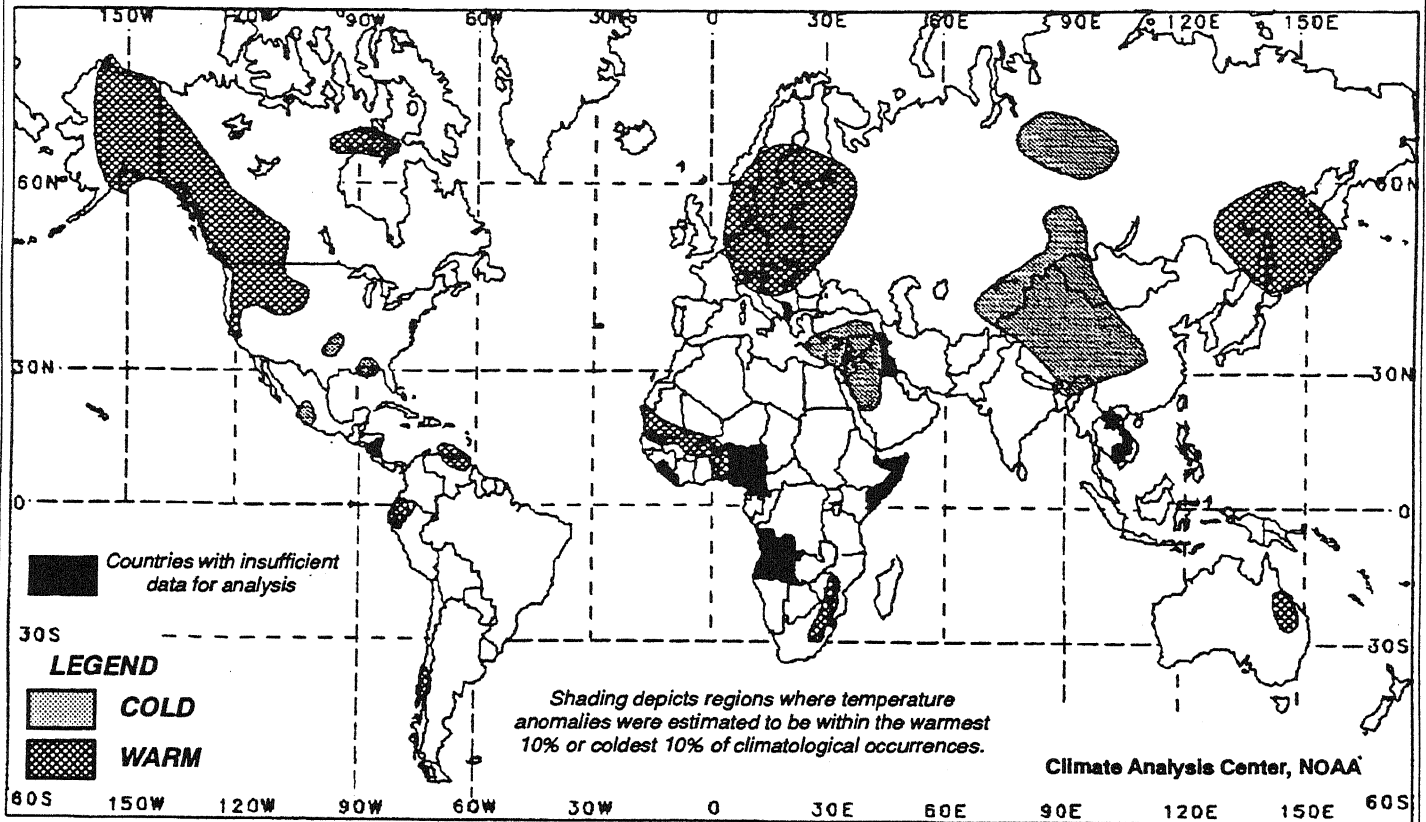 150W 120W 90W 60W 30W 0 30E 60E 90E 120E 150E
60N 60N
30N 30N
0 0
Countries with insufficient
data for analysis
30S 30S
LEGEND
COLD
WARM
Shading depicts regions where temperature
anomalies were estimated to be within the warmest
10% or coldest 10% of climatological occurrences.
Climate Analysis Center, NOAA
60S 60S
150W 120W 90W 60W 30W 0 30E 60E 90E 120E 150E